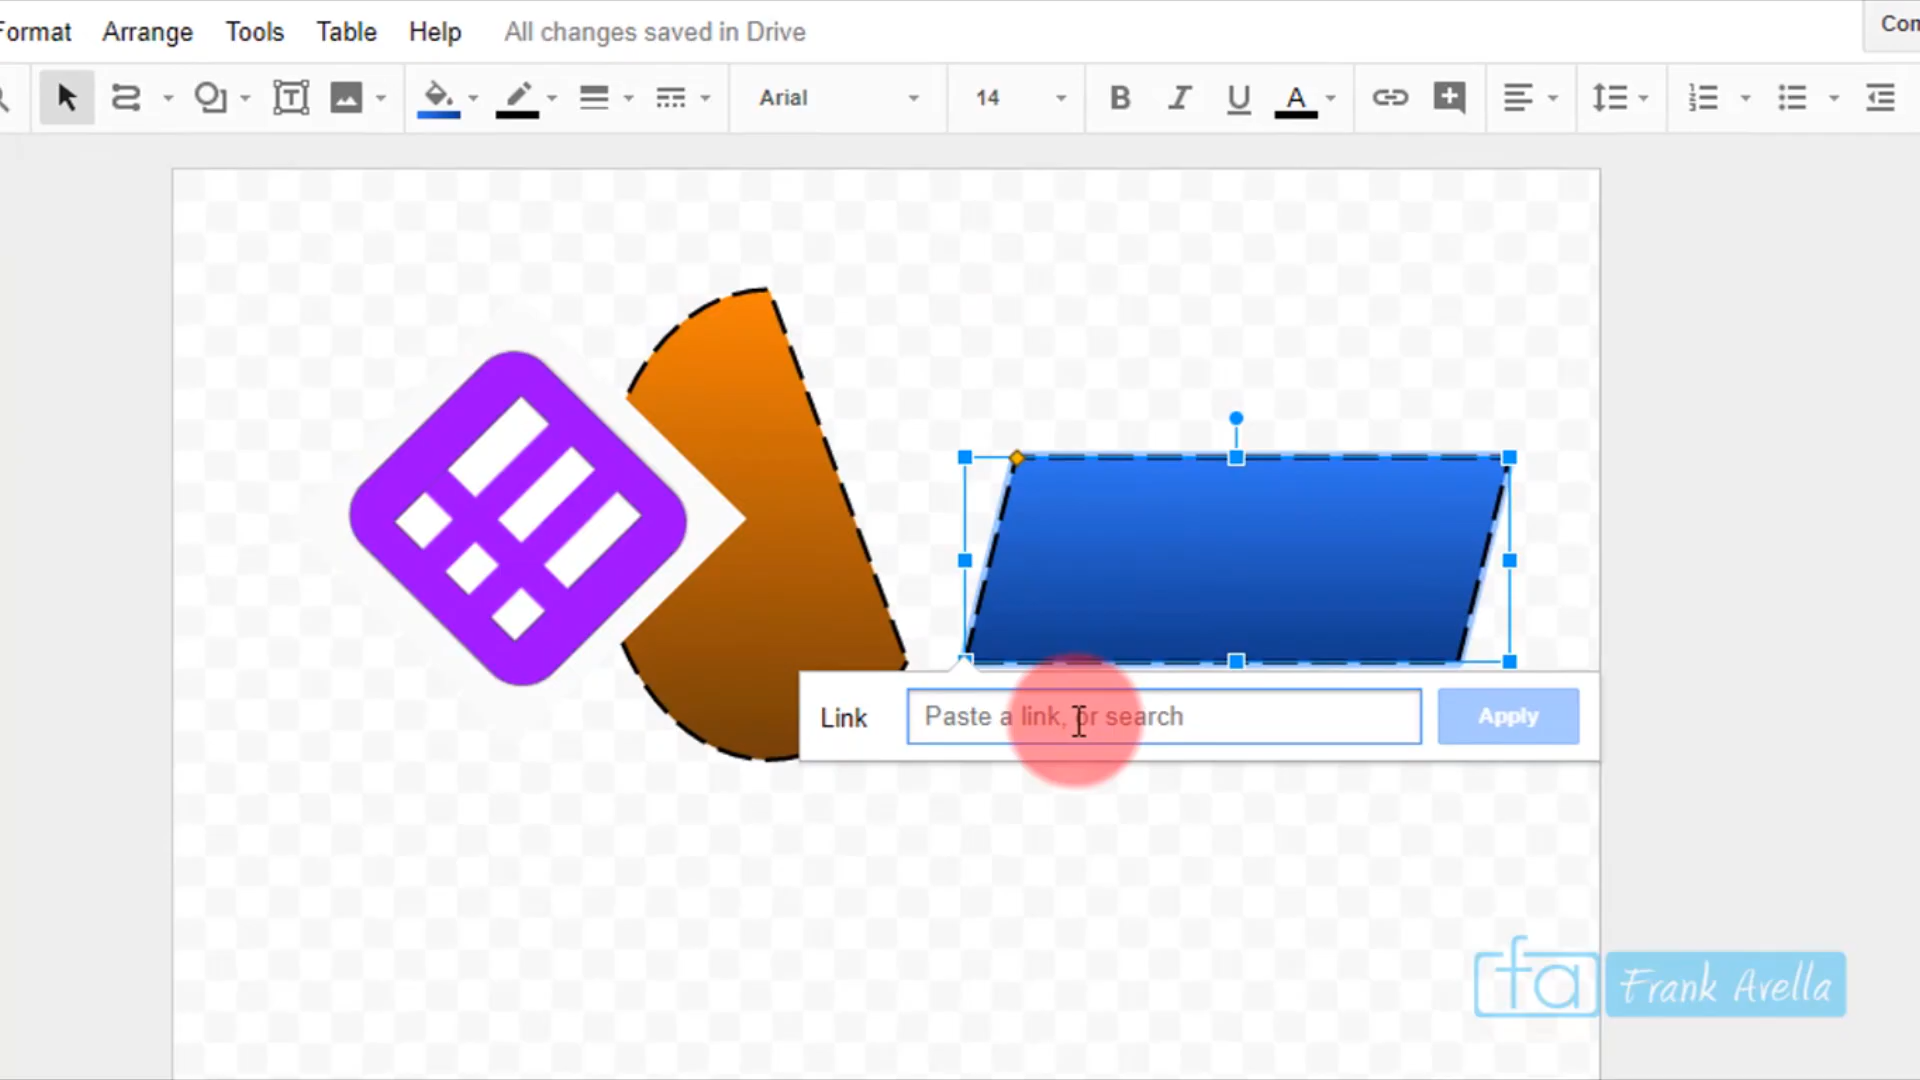 Format Arrange Tools Table Help All changes saved in Drive
Arial 14 B I U A
Link Paste a link, or search Apply
fa Frank Avella